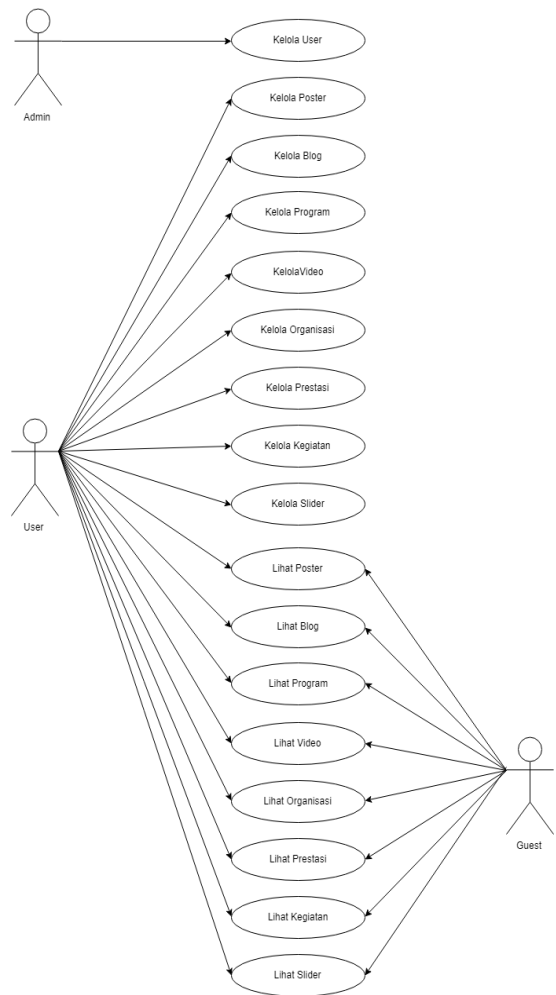 Kelola User
Admin
Kelola Poster
Kelola Blog
Kelola Program
KelolaVideo
Kelola Organisasi
Kelola Prestasi
Kelola Kegiatan
Kelola Slider
User
Lihat Poster
Lihat Blog
Lihat Program
Lihat Video
Lihat Organisasi
Guest
Lihat Prestasi
Lihat Kegiatan
Lihat Slider